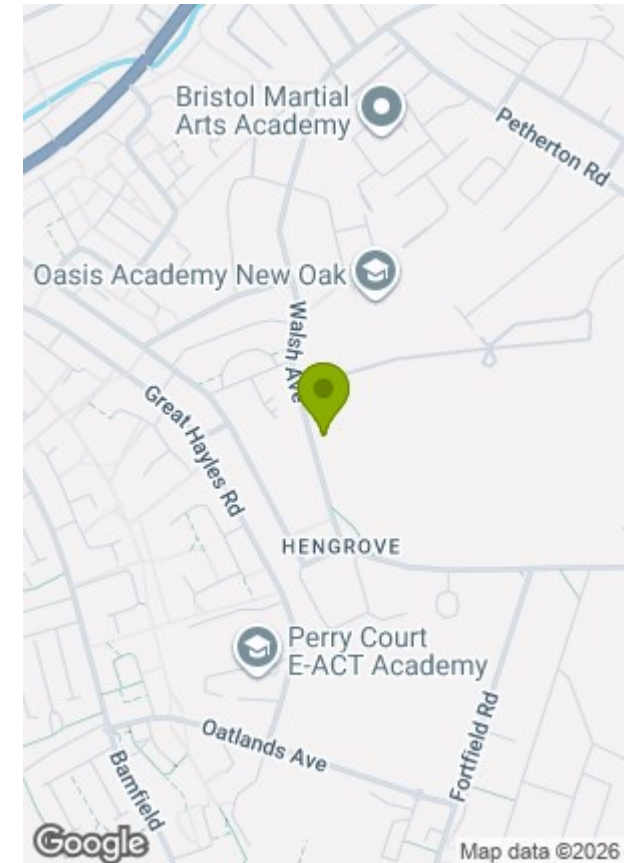 Bristol Martial
Arts Academy
Petherton Rd
Oasis Academy New Oak
Walsh Ave
Great Hayles Rd
HENGROVE
Perry Court
E-ACT Academy
Oatlands Ave
Fortfield Rd
Bamfield
Google
Map data ©2026